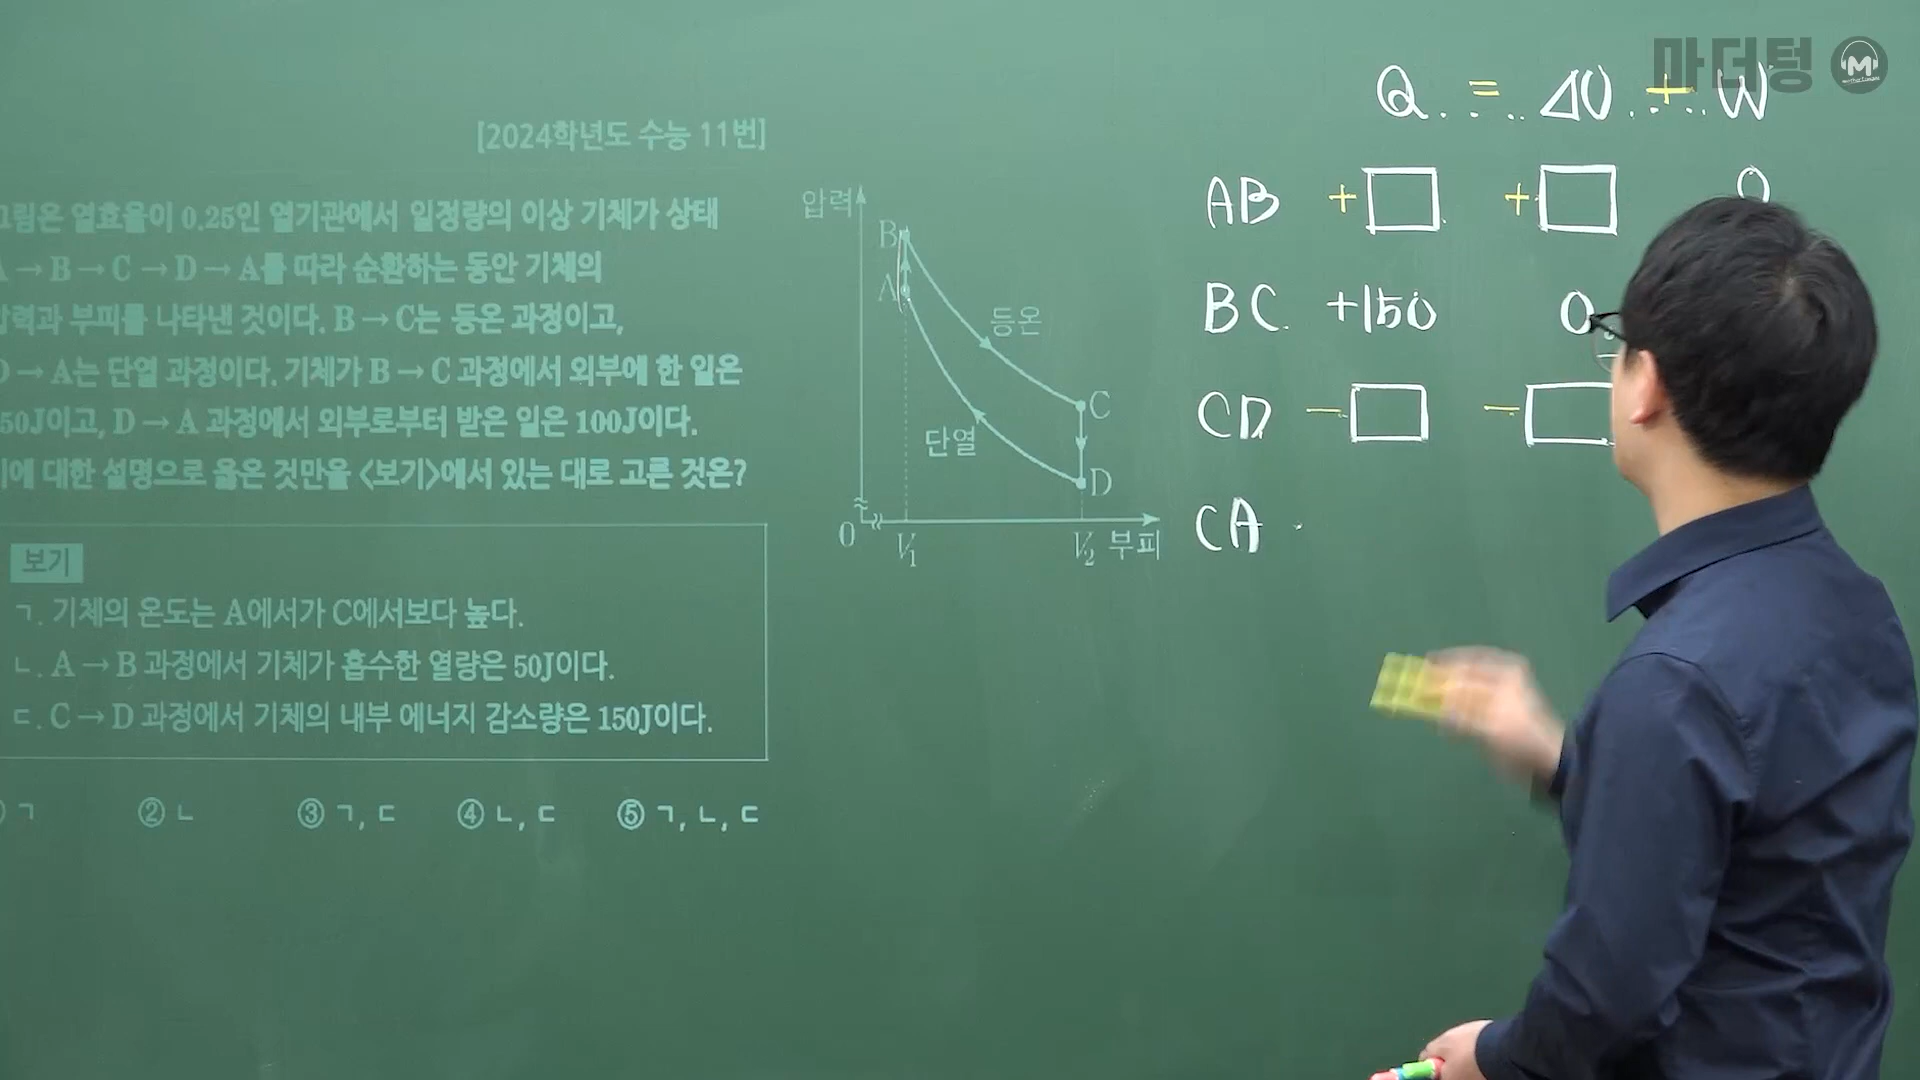 마더텅 M
[2024학년도 수능 11번]
그림은 열효율이 0.25인 열기관에서 일정량의 이상 기체가 상태
A → B → C → D → A를 따라 순환하는 동안 기체의
압력과 부피를 나타낸 것이다. B → C는 등온 과정이고,
D → A는 단열 과정이다. 기체가 B → C 과정에서 외부에 한 일은
50J이고, D → A 과정에서 외부로부터 받은 일은 100J이다.
이에 대한 설명으로 옳은 것만을 <보기>에서 있는 대로 고른 것은?
보기
ㄱ. 기체의 온도는 A에서가 C에서보다 높다.
ㄴ. A → B 과정에서 기체가 흡수한 열량은 50J이다.
ㄷ. C → D 과정에서 기체의 내부 에너지 감소량은 150J이다.
ㄱ ② ㄴ ③ ㄱ, ㄷ ④ ㄴ, ㄷ ⑤ ㄱ, ㄴ, ㄷ
압력
B
A
등온
C
단열
D
0 V₁ V₂ 부피
Q = ΔU + W
AB + + 0
BC +150 0
CD - -
CA